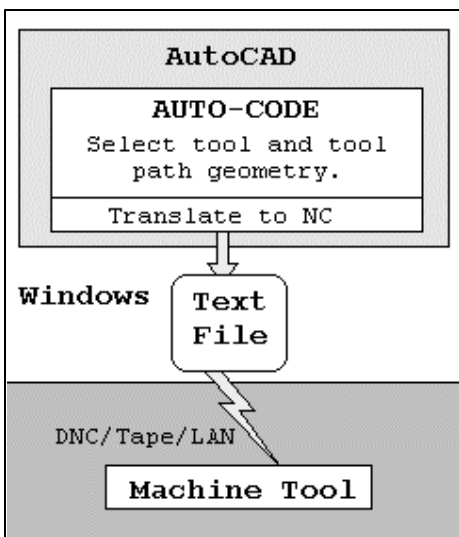 AutoCAD
AUTO-CODE
Select tool and tool
path geometry.
Translate to NC
Windows
Text
File
DNC/Tape/LAN
Machine Tool